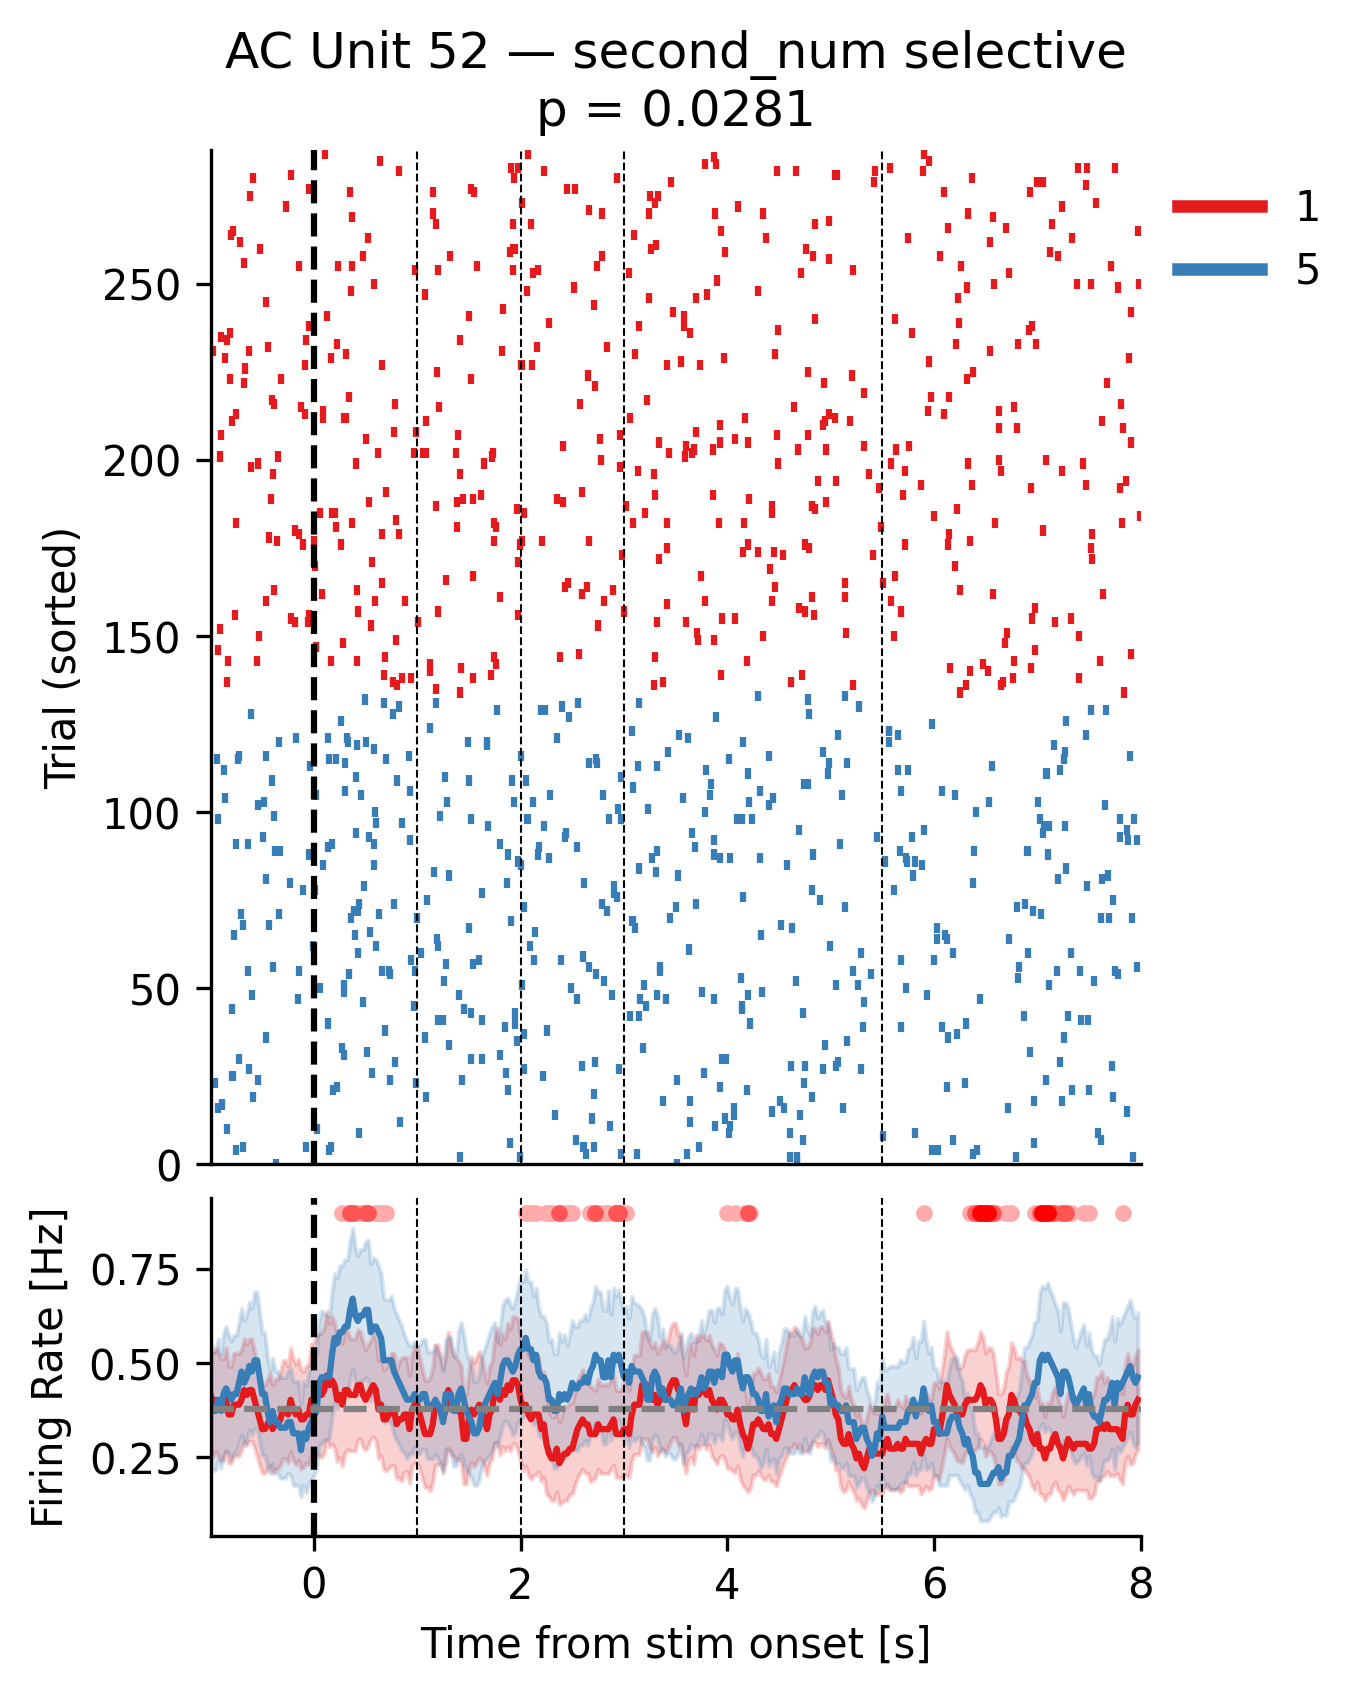 AC Unit 52 — second_num selective
p = 0.0281
1
5
Trial (sorted)
250
200
150
100
50
0
Firing Rate [Hz]
0.75
0.50
0.25
0 2 4 6 8
Time from stim onset [s]